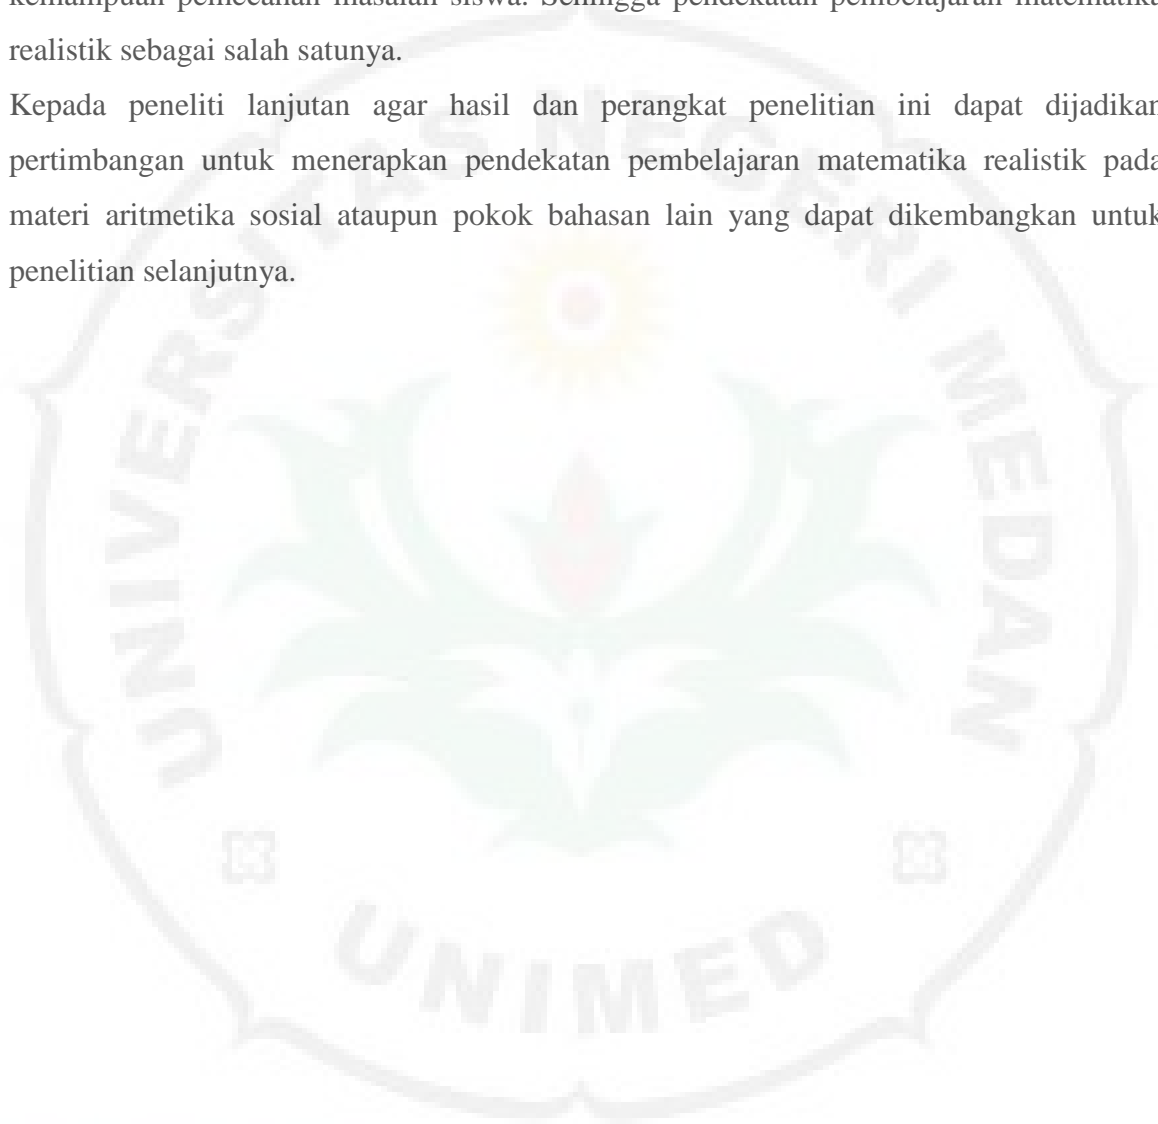 kemampuan pemecahan masalah siswa. Sehingga pendekatan pembelajaran matematika
realistik sebagai salah satunya.
Kepada peneliti lanjutan agar hasil dan perangkat penelitian ini dapat dijadikan
pertimbangan untuk menerapkan pendekatan pembelajaran matematika realistik pada
materi aritmetika sosial ataupun pokok bahasan lain yang dapat dikembangkan untuk
penelitian selanjutnya.
UNIVERSITAS NEGERI MEDAN
UNIMED